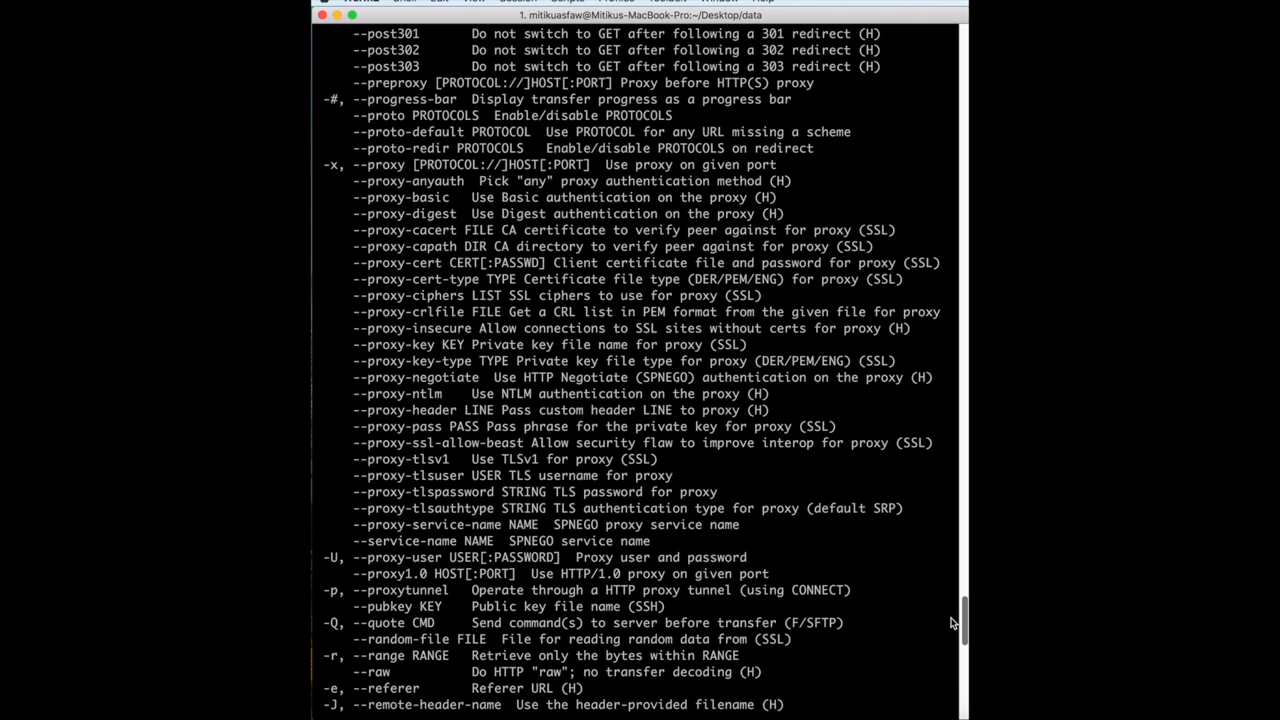 1. mitikuasfaw@Mitikus-MacBook-Pro:~/Desktop/data
--post301 Do not switch to GET after following a 301 redirect (H)
--post302 Do not switch to GET after following a 302 redirect (H)
--post303 Do not switch to GET after following a 303 redirect (H)
--preproxy [PROTOCOL://]HOST[:PORT] Proxy before HTTP(S) proxy
-#, --progress-bar Display transfer progress as a progress bar
--proto PROTOCOLS Enable/disable PROTOCOLS
--proto-default PROTOCOL Use PROTOCOL for any URL missing a scheme
--proto-redir PROTOCOLS Enable/disable PROTOCOLS on redirect
-x, --proxy [PROTOCOL://]HOST[:PORT] Use proxy on given port
--proxy-anyauth Pick "any" proxy authentication method (H)
--proxy-basic Use Basic authentication on the proxy (H)
--proxy-digest Use Digest authentication on the proxy (H)
--proxy-cacert FILE CA certificate to verify peer against for proxy (SSL)
--proxy-capath DIR CA directory to verify peer against for proxy (SSL)
--proxy-cert CERT[:PASSWD] Client certificate file and password for proxy (SSL)
--proxy-cert-type TYPE Certificate file type (DER/PEM/ENG) for proxy (SSL)
--proxy-ciphers LIST SSL ciphers to use for proxy (SSL)
--proxy-crlfile FILE Get a CRL list in PEM format from the given file for proxy
--proxy-insecure Allow connections to SSL sites without certs for proxy (H)
--proxy-key KEY Private key file name for proxy (SSL)
--proxy-key-type TYPE Private key file type for proxy (DER/PEM/ENG) (SSL)
--proxy-negotiate Use HTTP Negotiate (SPNEGO) authentication on the proxy (H)
--proxy-ntlm Use NTLM authentication on the proxy (H)
--proxy-header LINE Pass custom header LINE to proxy (H)
--proxy-pass PASS Pass phrase for the private key for proxy (SSL)
--proxy-ssl-allow-beast Allow security flaw to improve interop for proxy (SSL)
--proxy-tlsv1 Use TLSv1 for proxy (SSL)
--proxy-tlsuser USER TLS username for proxy
--proxy-tlspassword STRING TLS password for proxy
--proxy-tlsauthtype STRING TLS authentication type for proxy (default SRP)
--proxy-service-name NAME SPNEGO proxy service name
--service-name NAME SPNEGO service name
-U, --proxy-user USER[:PASSWORD] Proxy user and password
--proxy1.0 HOST[:PORT] Use HTTP/1.0 proxy on given port
-p, --proxytunnel Operate through a HTTP proxy tunnel (using CONNECT)
--pubkey KEY Public key file name (SSH)
-Q, --quote CMD Send command(s) to server before transfer (F/SFTP)
--random-file FILE File for reading random data from (SSL)
-r, --range RANGE Retrieve only the bytes within RANGE
--raw Do HTTP "raw"; no transfer decoding (H)
-e, --referer Referer URL (H)
-J, --remote-header-name Use the header-provided filename (H)